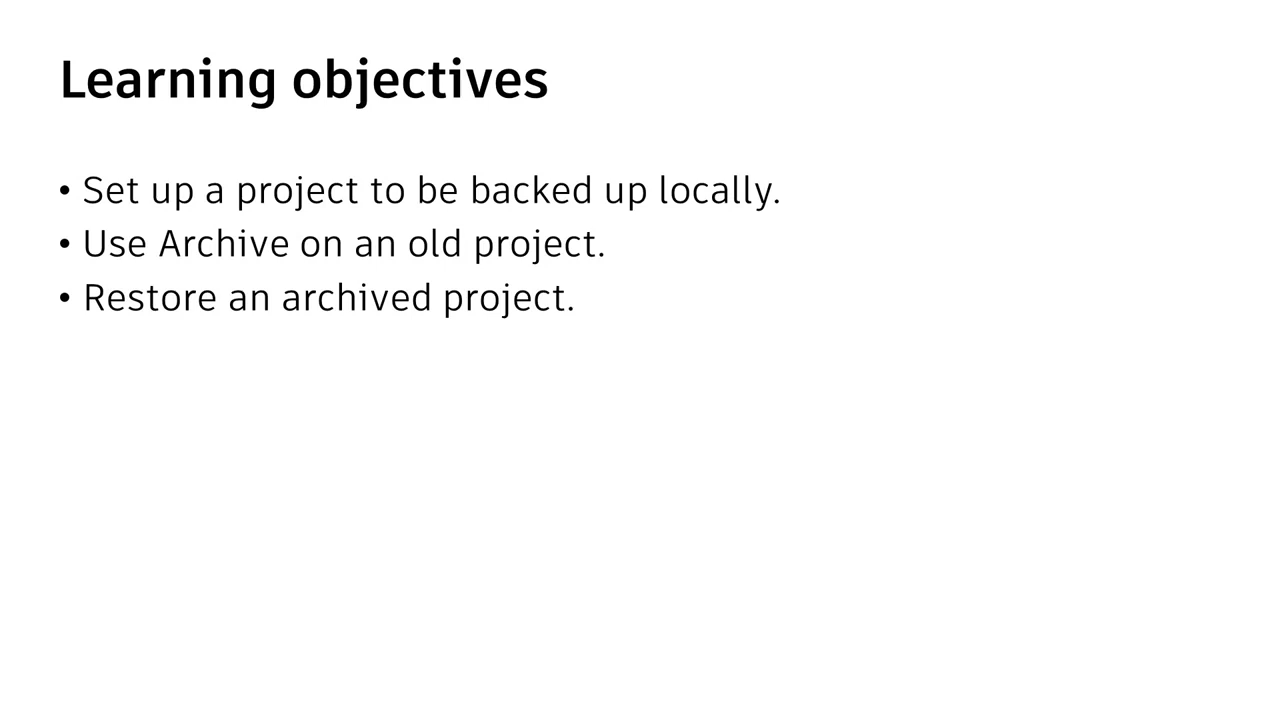 Learning objectives
• Set up a project to be backed up locally.
• Use Archive on an old project.
• Restore an archived project.